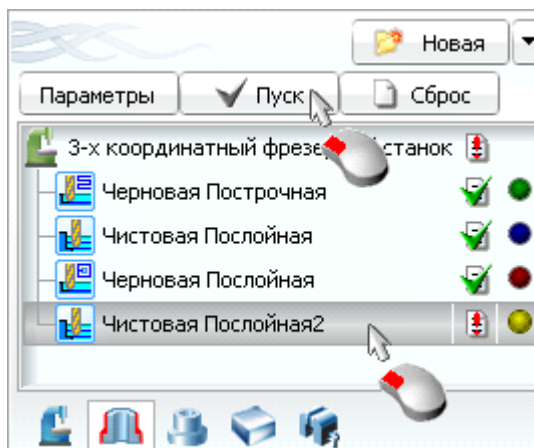 Новая
Параметры Пуск Сброс
3-х координатный фрезе станок
Черновая Построчная
Чистовая Послойная
Черновая Послойная
Чистовая Послойная2